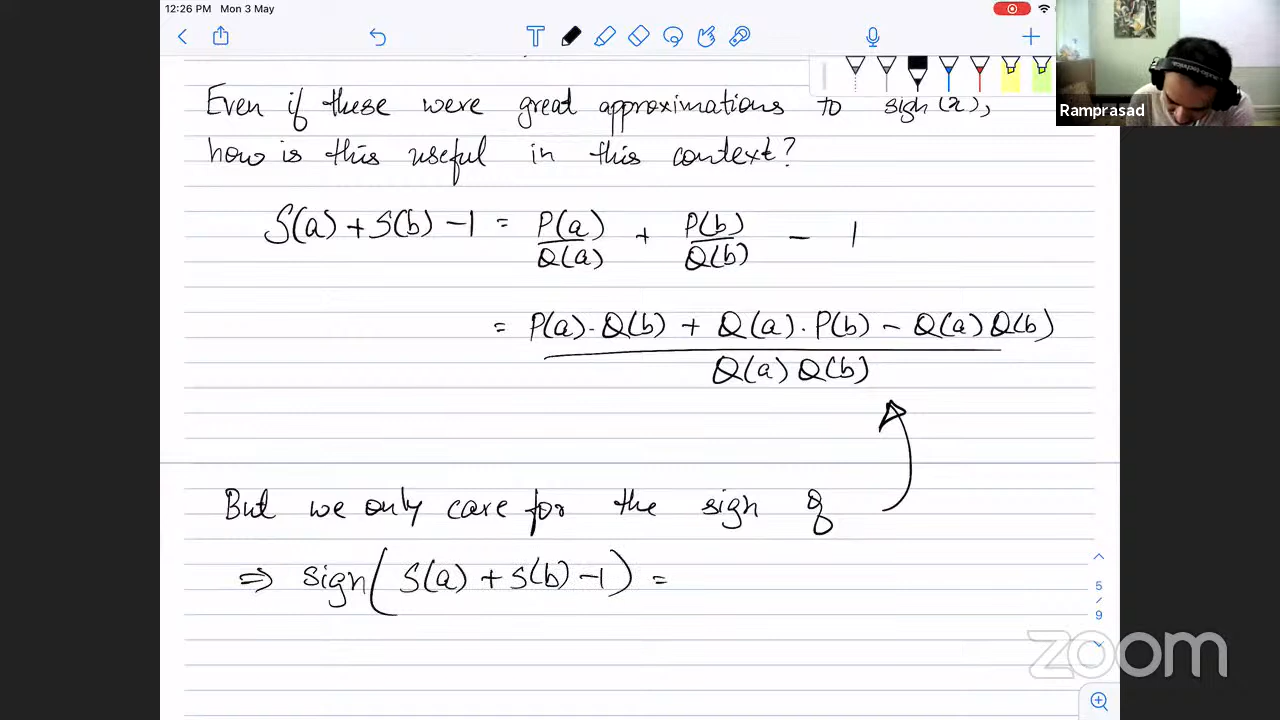 12:26 PM Mon 3 May
Ramprasad
Even if these were great approximations to sign(x),
how is this useful in this context?
S(a) + S(b) - 1 = P(a)/Q(a) + P(b)/Q(b) - 1
= P(a)·Q(b) + Q(a)·P(b) - Q(a)Q(b)
Q(a)Q(b)
But we only care for the sign of
⇒ sign(S(a) + S(b) - 1) =
5
/
9
zoom